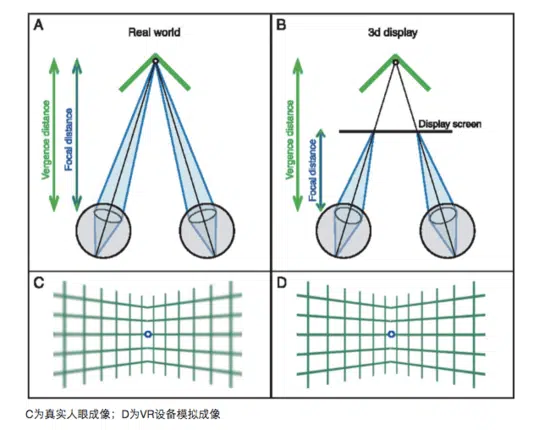 A
Real world
Vergence distance
Focal distance
B
3d display
Vergence distance
Focal distance
Display screen
C
D
C为真实人眼成像；D为VR设备模拟成像